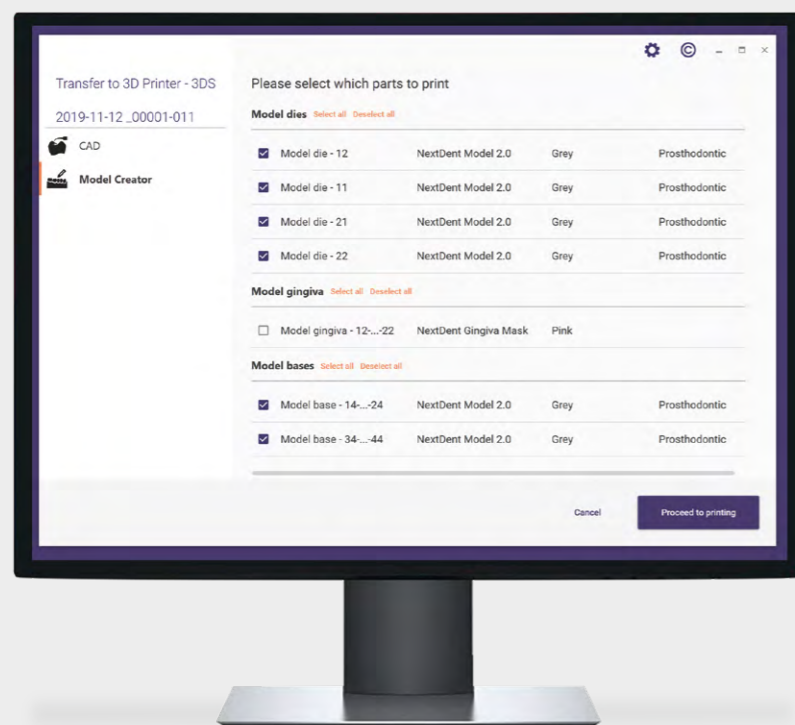 Transfer to 3D Printer - 3DS
2019-11-12 _00001-011
CAD
Model Creator
Please select which parts to print
Model dies Select all Deselect all
Model die - 12 NextDent Model 2.0 Grey Prosthodontic
Model die - 11 NextDent Model 2.0 Grey Prosthodontic
Model die - 21 NextDent Model 2.0 Grey Prosthodontic
Model die - 22 NextDent Model 2.0 Grey Prosthodontic
Model gingiva Select all Deselect all
Model gingiva - 12-...-22 NextDent Gingiva Mask Pink
Model bases Select all Deselect all
Model base - 14-...-24 NextDent Model 2.0 Grey Prosthodontic
Model base - 34-...-44 NextDent Model 2.0 Grey Prosthodontic
Cancel Proceed to printing